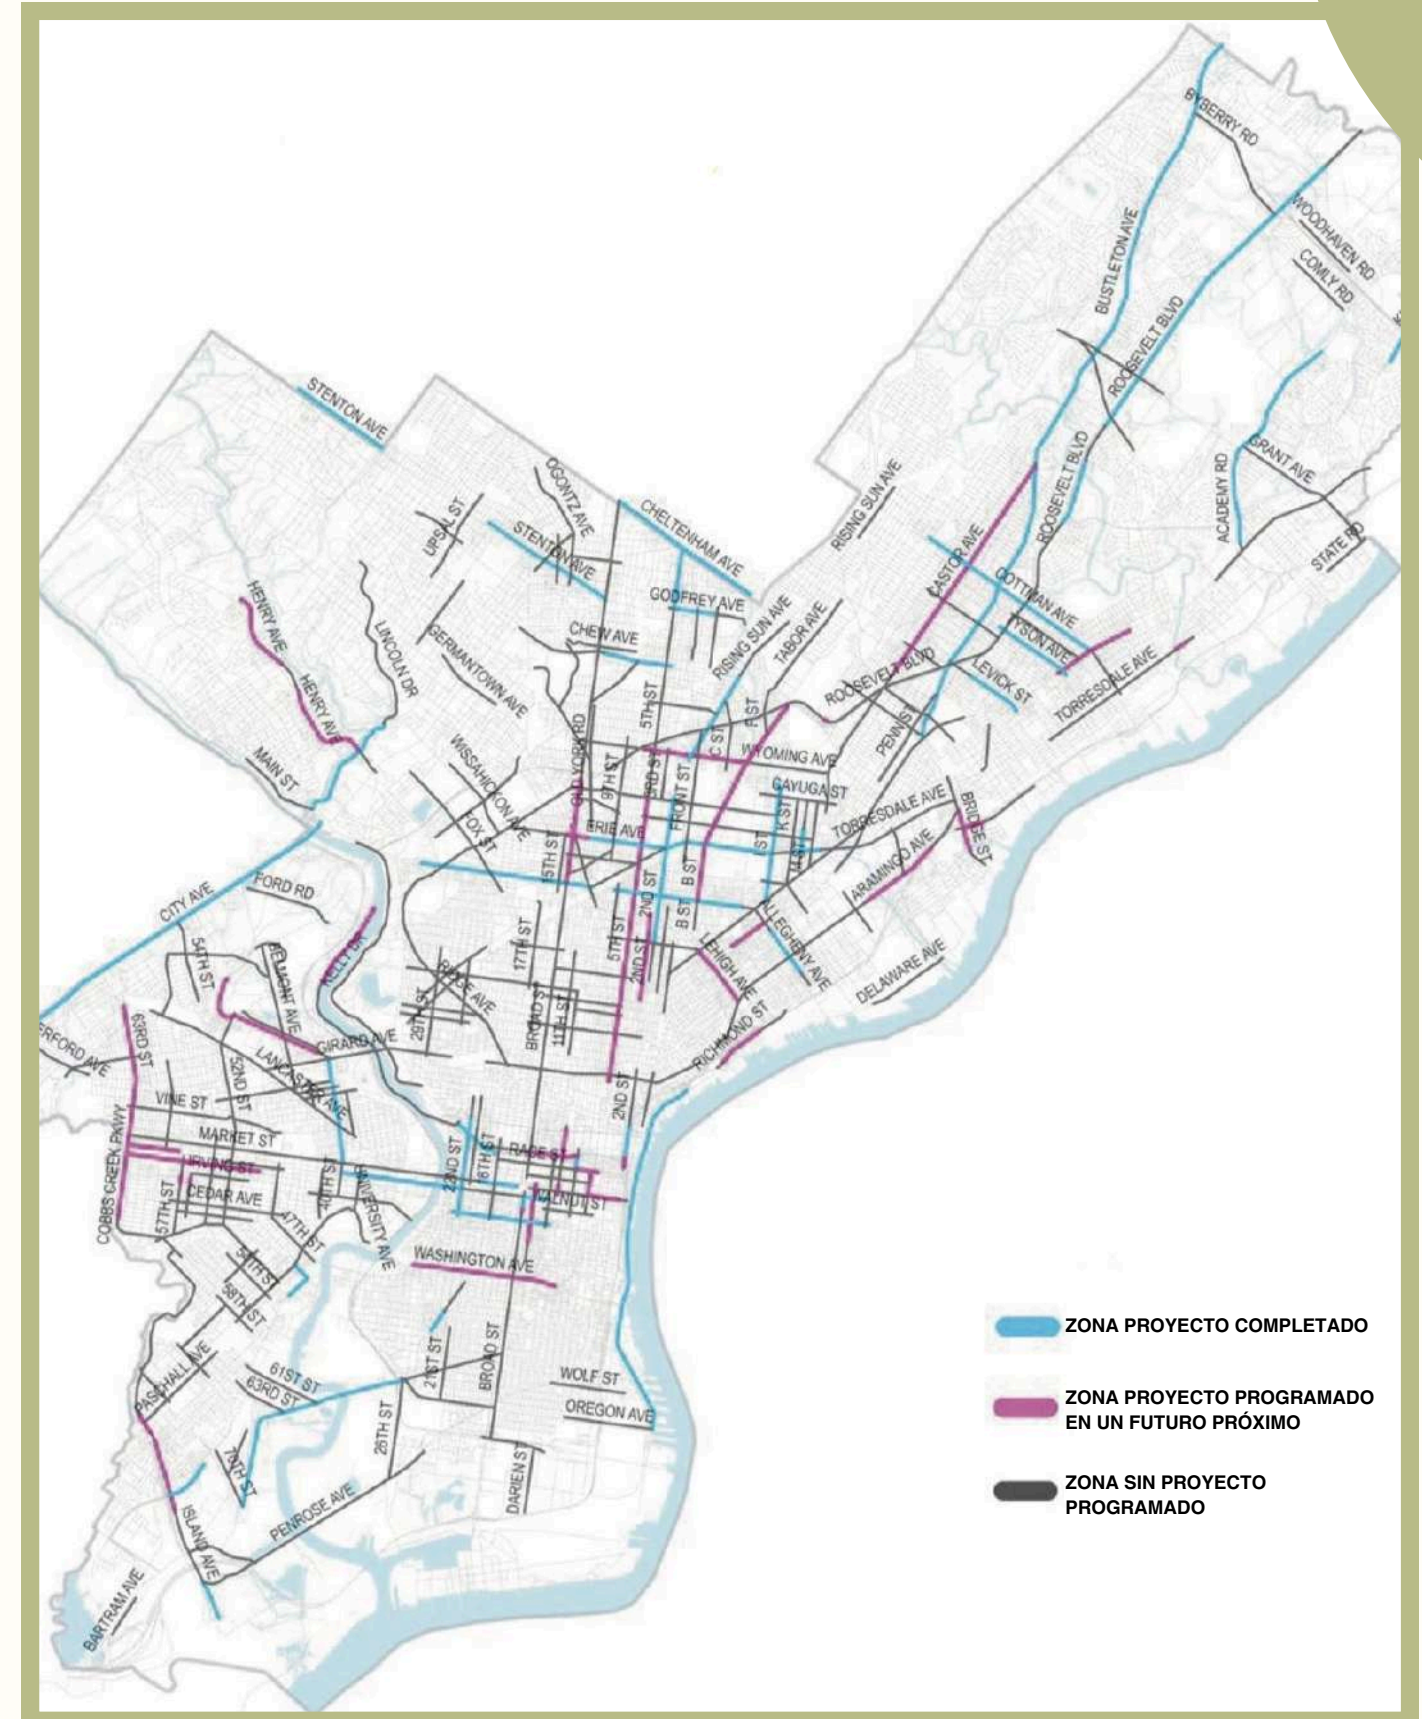 BYBERRY RD
WOODHAVEN RD
COMLY RD
BUSTLETON AVE
ROOSEVELT BLVD
STENTON AVE
GRANT AVE
ACADEMY RD
STATE RD
ROOSEVELT BLVD
RISING SUN AVE
OGONTZ AVE
UPSAL ST
STENTON AVE
CHELTENHAM AVE
CASTOR AVE
COTTMAN AVE
GODFREY AVE
HENRY AVE
LINCOLN DR
GERMANTOWN AVE
CHEW AVE
RISING SUN AVE
TABOR AVE
TYSON AVE
LEVICK ST
TORRESDALE AVE
ROOSEVELT BLVD
HENRY AVE
5TH ST
F ST
C ST
PENN ST
MAIN ST
WISSAHICKON AVE
OLD YORK RD
9TH ST
3RD ST
FRONT ST
WYOMING AVE
CAYUGA ST
K ST
TORRESDALE AVE
BRIDGE ST
FOX ST
ERIE AVE
15TH ST
I ST
M ST
ARAMINGO AVE
B ST
2ND ST
CITY AVE
FORD RD
B ST
ALLEGHENY AVE
54TH ST
BELMONT AVE
KELLY DR
17TH ST
5TH ST
2ND ST
LEHIGH AVE
DELAWARE AVE
RIDGE AVE
29TH ST
BROAD ST
11TH ST
RICHMOND ST
ERFORD AVE
63RD ST
GIRARD AVE
52ND ST
LANCASTER AVE
2ND ST
VINE ST
MARKET ST
COBBS CREEK PKWY
IRVING ST
CEDAR AVE
57TH ST
40TH ST
UNIVERSITY AVE
22ND ST
18TH ST
RACE ST
WALNUT ST
47TH ST
WASHINGTON AVE
58TH ST
PASCHALL AVE
61ST ST
63RD ST
21ST ST
BROAD ST
WOLF ST
OREGON AVE
26TH ST
70TH ST
DARIEN ST
PENROSE AVE
ISLAND AVE
BARTRAM AVE
ZONA PROYECTO COMPLETADO
ZONA PROYECTO PROGRAMADO
EN UN FUTURO PRÓXIMO
ZONA SIN PROYECTO
PROGRAMADO